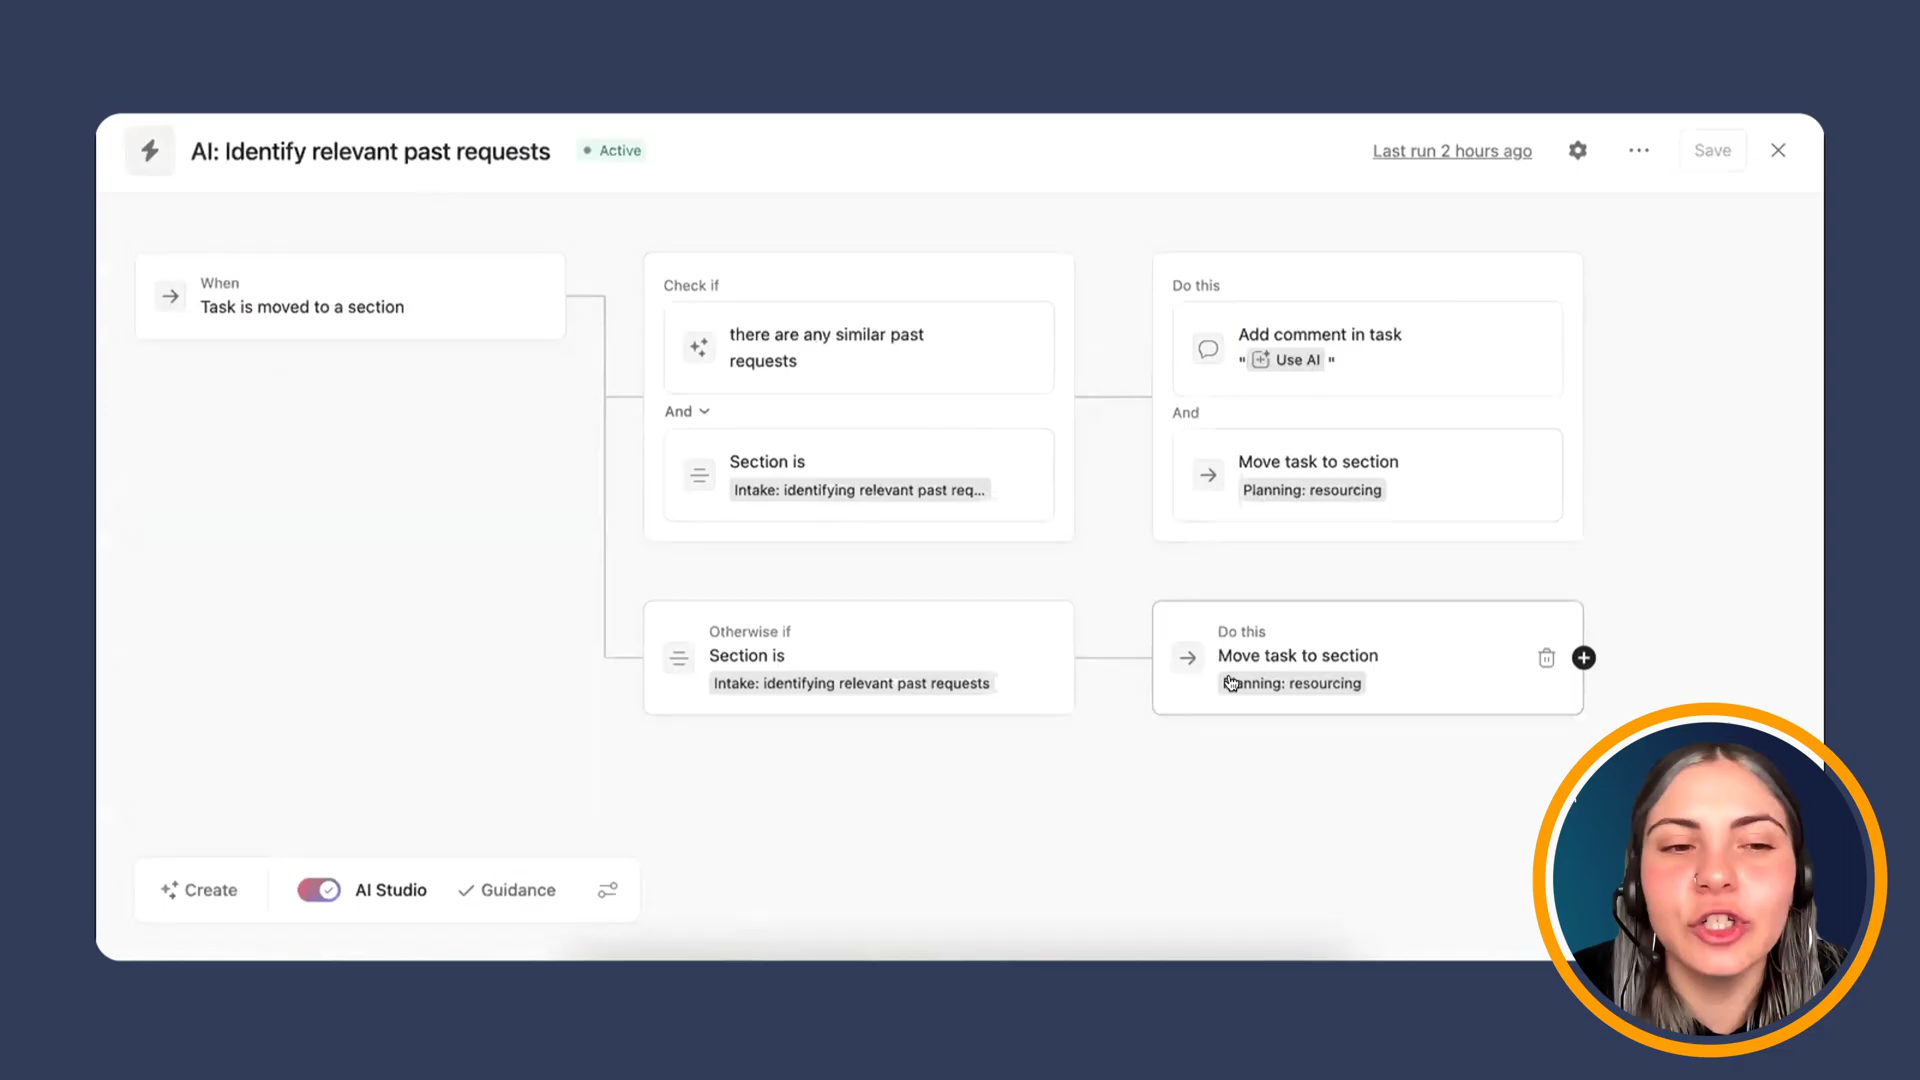 AI: Identify relevant past requests
Active
Last run 2 hours ago
Save
When
Task is moved to a section
Check if
there are any similar past
requests
And
Section is
Intake: identifying relevant past req...
Do this
Add comment in task
" Use AI "
And
Move task to section
Planning: resourcing
Otherwise if
Section is
Intake: identifying relevant past requests
Do this
Move task to section
anning: resourcing
Create
AI Studio
Guidance